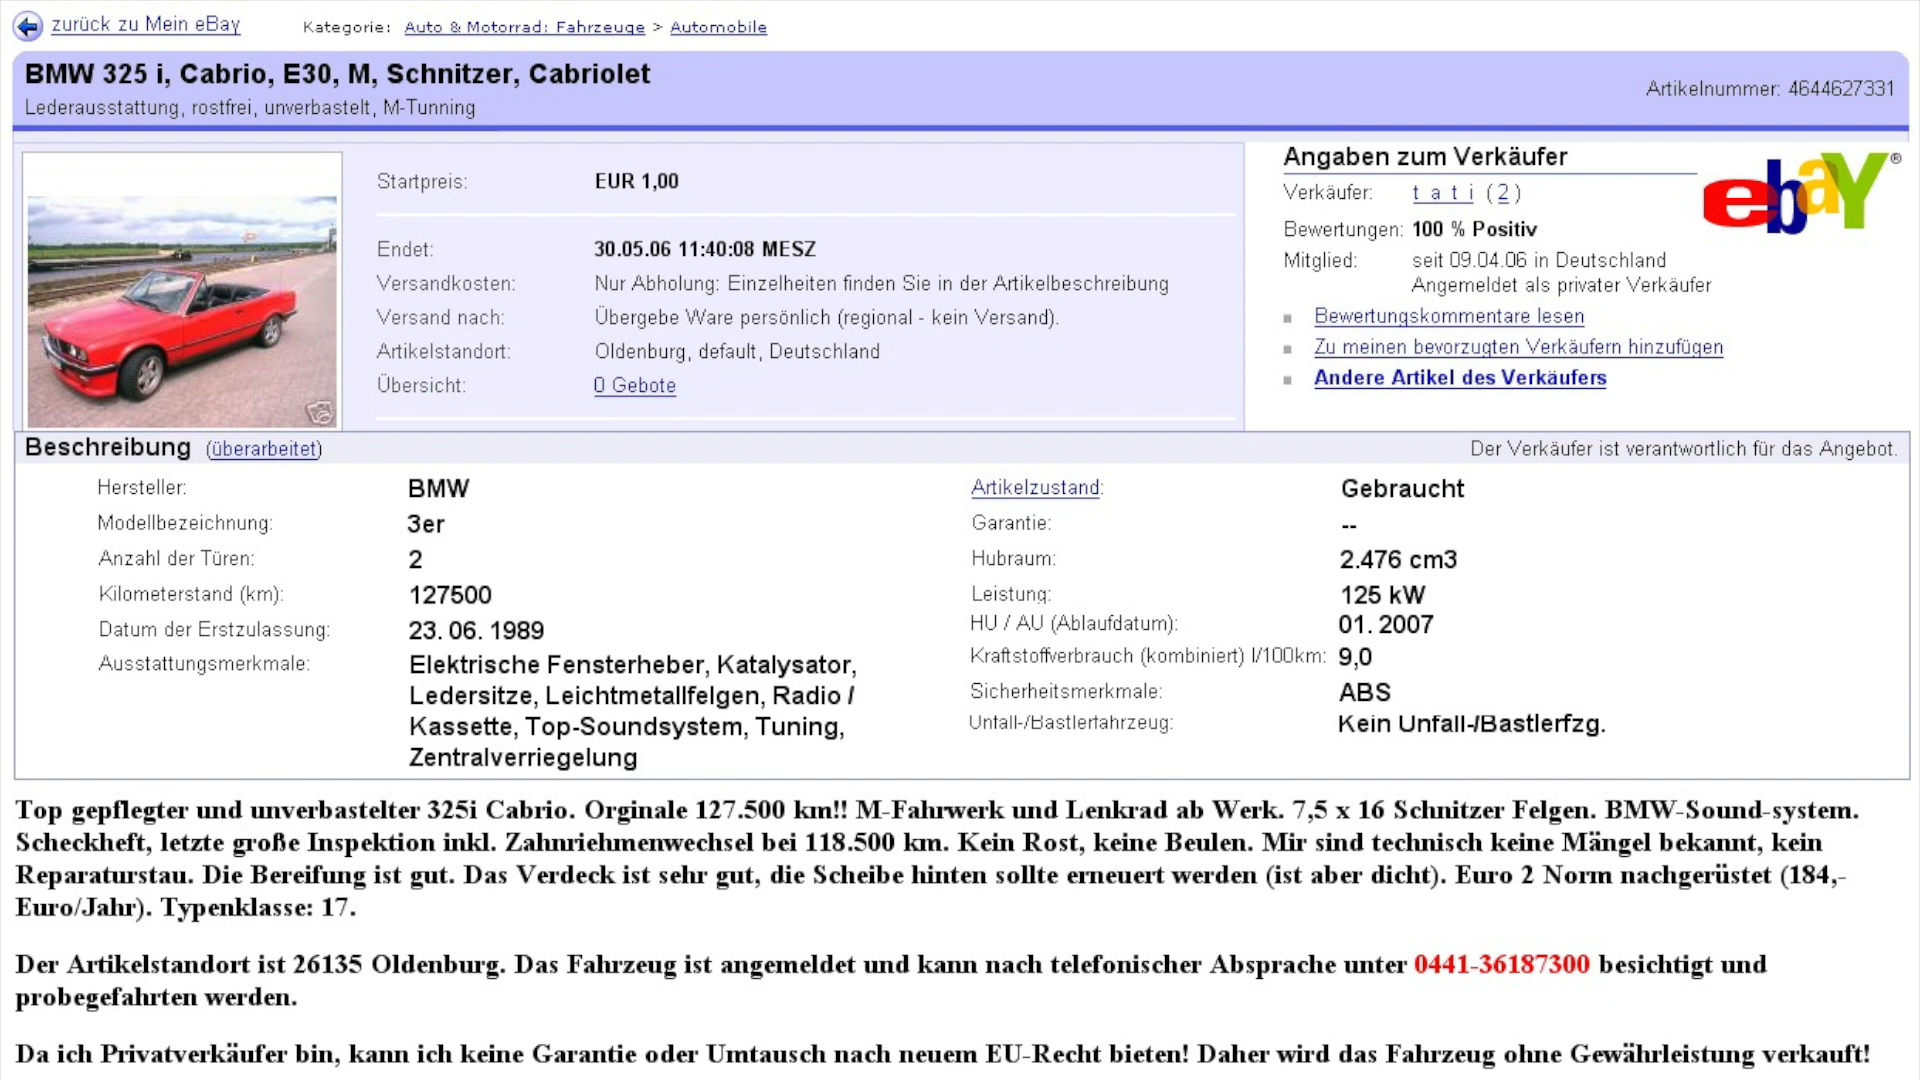 zurück zu Mein eBay
Kategorie: Auto & Motorrad: Fahrzeuge > Automobile
BMW 325 i, Cabrio, E30, M, Schnitzer, Cabriolet
Lederausstattung, rostfrei, unverbastelt, M-Tunning
Artikelnummer: 4644627331
Startpreis: EUR 1,00
Endet: 30.05.06 11:40:08 MESZ
Versandkosten: Nur Abholung: Einzelheiten finden Sie in der Artikelbeschreibung
Versand nach: Übergebe Ware persönlich (regional - kein Versand).
Artikelstandort: Oldenburg, default, Deutschland
Übersicht: 0 Gebote
Angaben zum Verkäufer
ebay®
Verkäufer: t a t i (2)
Bewertungen: 100 % Positiv
Mitglied: seit 09.04.06 in Deutschland
Angemeldet als privater Verkäufer
Bewertungskommentare lesen
Zu meinen bevorzugten Verkäufern hinzufügen
Andere Artikel des Verkäufers
Beschreibung (überarbeitet)
Der Verkäufer ist verantwortlich für das Angebot.
Hersteller: BMW
Modellbezeichnung: 3er
Anzahl der Türen: 2
Kilometerstand (km): 127500
Datum der Erstzulassung: 23. 06. 1989
Ausstattungsmerkmale: Elektrische Fensterheber, Katalysator,
Ledersitze, Leichtmetallfelgen, Radio /
Kassette, Top-Soundsystem, Tuning,
Zentralverriegelung
Artikelzustand: Gebraucht
Garantie: --
Hubraum: 2.476 cm3
Leistung: 125 kW
HU / AU (Ablaufdatum): 01. 2007
Kraftstoffverbrauch (kombiniert) l/100km: 9,0
Sicherheitsmerkmale: ABS
Unfall-/Bastlerfahrzeug: Kein Unfall-/Bastlerfzg.
Top gepflegter und unverbastelter 325i Cabrio. Orginale 127.500 km!! M-Fahrwerk und Lenkrad ab Werk. 7,5 x 16 Schnitzer Felgen. BMW-Sound-system.
Scheckheft, letzte große Inspektion inkl. Zahnriehmenwechsel bei 118.500 km. Kein Rost, keine Beulen. Mir sind technisch keine Mängel bekannt, kein
Reparaturstau. Die Bereifung ist gut. Das Verdeck ist sehr gut, die Scheibe hinten sollte erneuert werden (ist aber dicht). Euro 2 Norm nachgerüstet (184,-
Euro/Jahr). Typenklasse: 17.
Der Artikelstandort ist 26135 Oldenburg. Das Fahrzeug ist angemeldet und kann nach telefonischer Absprache unter 0441-36187300 besichtigt und
probegefahrten werden.
Da ich Privatverkäufer bin, kann ich keine Garantie oder Umtausch nach neuem EU-Recht bieten! Daher wird das Fahrzeug ohne Gewährleistung verkauft!